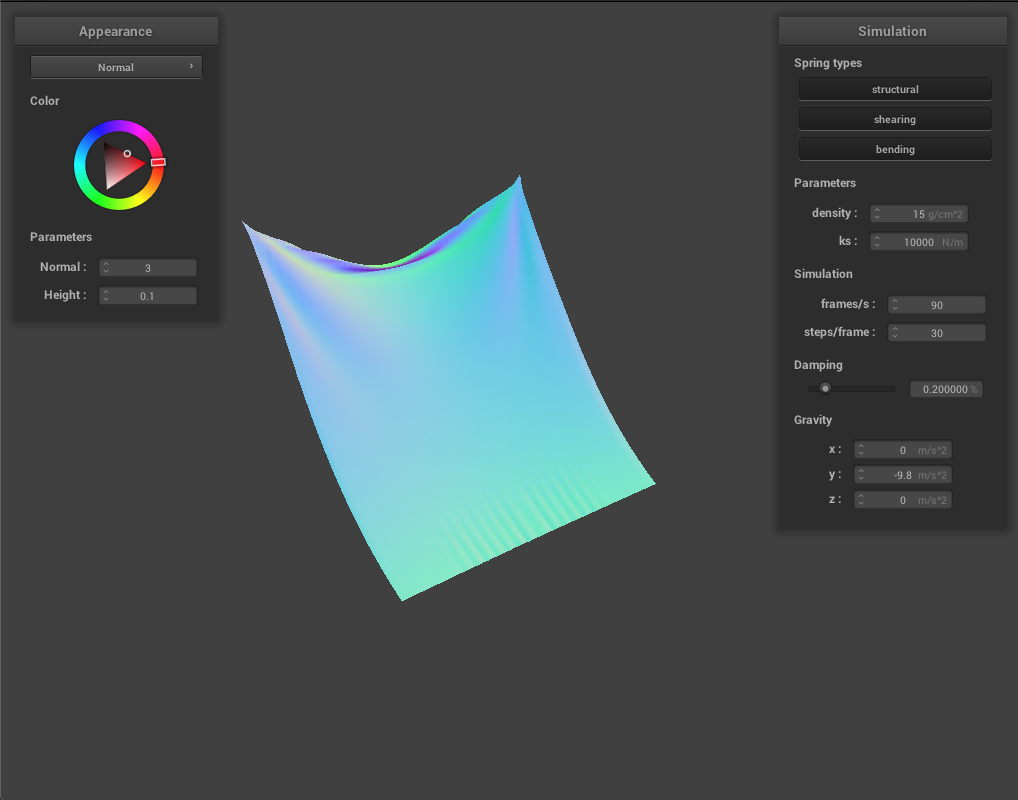 Appearance
Normal
Color
Parameters
Normal : 3
Height : 0.1
Simulation
Spring types
structural
shearing
bending
Parameters
density : 15 g/cm^2
ks : 10000 N/m
Simulation
frames/s : 90
steps/frame : 30
Damping
0.200000 %
Gravity
x : 0 m/s^2
y : -9.8 m/s^2
z : 0 m/s^2